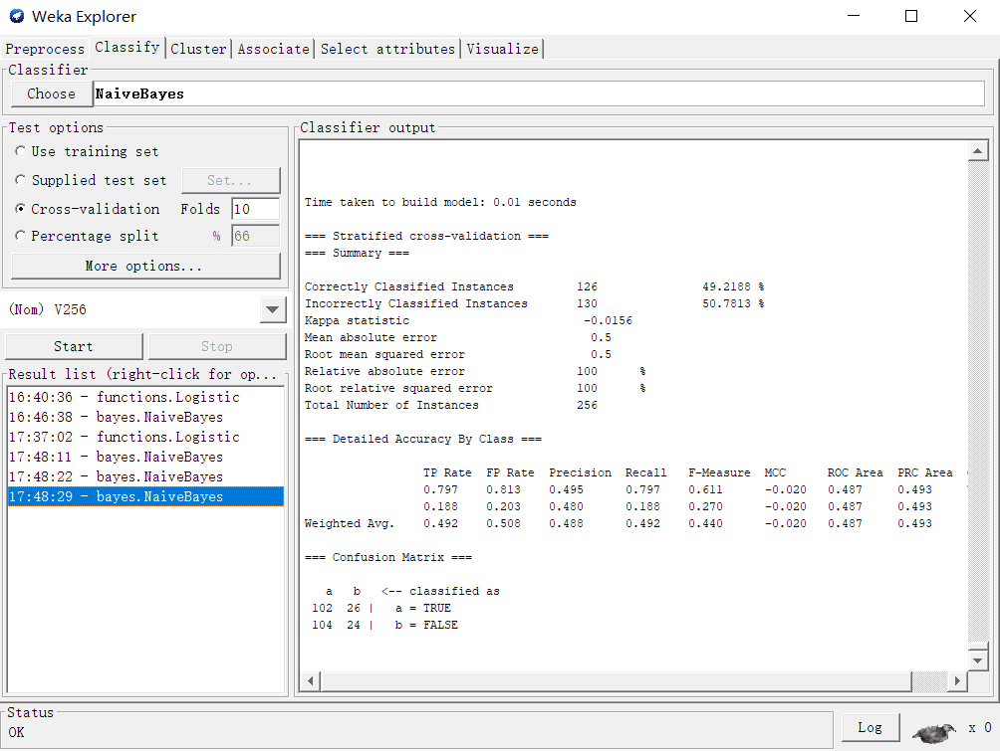 Weka Explorer
Preprocess Classify Cluster Associate Select attributes Visualize
Classifier
Choose NaiveBayes
Test options
Use training set
Supplied test set Set...
Cross-validation Folds 10
Percentage split % 66
More options...
(Nom) V256
Start Stop
Result list (right-click for op...
16:40:36 - functions.Logistic
16:46:38 - bayes.NaiveBayes
17:37:02 - functions.Logistic
17:48:11 - bayes.NaiveBayes
17:48:22 - bayes.NaiveBayes
17:48:29 - bayes.NaiveBayes
Classifier output
Time taken to build model: 0.01 seconds
=== Stratified cross-validation ===
=== Summary ===
Correctly Classified Instances 126 49.2188 %
Incorrectly Classified Instances 130 50.7813 %
Kappa statistic -0.0156
Mean absolute error 0.5
Root mean squared error 0.5
Relative absolute error 100 %
Root relative squared error 100 %
Total Number of Instances 256
=== Detailed Accuracy By Class ===
TP Rate FP Rate Precision Recall F-Measure MCC ROC Area PRC Area
0.797 0.813 0.495 0.797 0.611 -0.020 0.487 0.493
0.188 0.203 0.480 0.188 0.270 -0.020 0.487 0.493
Weighted Avg. 0.492 0.508 0.488 0.492 0.440 -0.020 0.487 0.493
=== Confusion Matrix ===
a b <-- classified as
102 26 | a = TRUE
104 24 | b = FALSE
Status
OK
Log
x 0